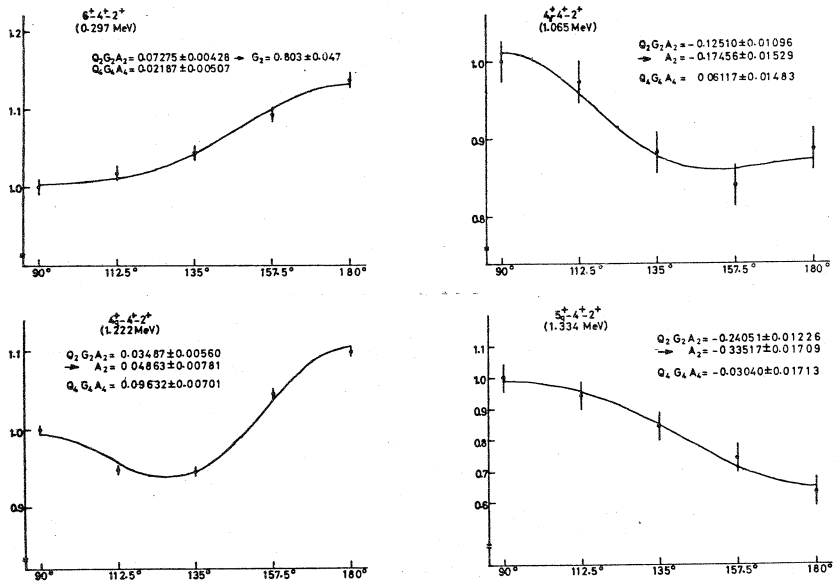 6⁺-4⁺-2⁺
(0.297 MeV)
Q₂G₂A₂ = 0.07275±0.00428 → G₂ = 0.803±0.047
Q₄G₄A₄ = 0.02187±0.00507
1.2
1.1
1.0
90° 112.5° 135° 157.5° 180°
-4⁺-2⁺
(1.065 MeV)
Q₂G₂A₂ = -0.12510±0.01096
→ A₂ = -0.17456±0.01529
Q₄G₄A₄ 0.06117±0.01483
1.0
0.9
0.8
90° 112.5° 135° 157.5° 180°
-4⁺-2⁺
(1.222 MeV)
Q₂G₂A₂ = 0.03487±0.00560
→ A₂ = 0.04863±0.00781
Q₄G₄A₄ = 0.09632±0.00701
1.1
1.0
0.9
90° 112.5° 135° 157.5° 180°
-4⁺-2⁺
(1.334 MeV)
Q₂G₂A₂ = -0.24051±0.01226
→ A₂ = -0.33517±0.01709
Q₄G₄A₄ = -0.03040±0.01713
1.1
1.0
0.9
0.8
0.7
0.6
90° 112.5° 135° 157.5° 180°